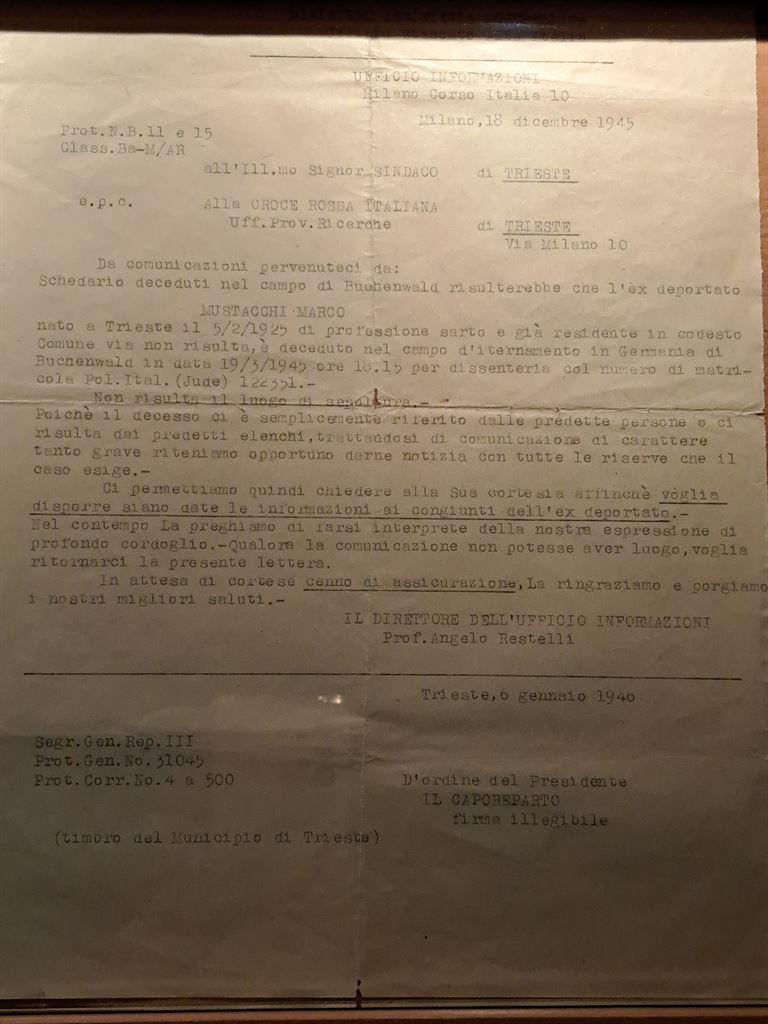 UFFICIO INFORMAZIONI
Milano Corso Italia 10
Milano,18 dicembre 1945
Prot.N.B.11 e 15
Class.Ba-M/AR
all'Ill.mo Signor SINDACO di TRIESTE
e.p.c. Alla CROCE ROSSA ITALIANA
Uff.Prov.Ricerche di TRIESTE
Via Milano 10
Da comunicazioni pervenuteci da:
Schedario deceduti nel campo di Buchenwald risulterebbe che l'ex deportato
MUSTACCHI MARCO
nato a Trieste il 5/2/1925 di professione sarto e già residente in codesto
Comune via non risulta,è deceduto nel campo d'iternamento in Germania di
Buchenwald in data 19/3/1945 ore 18.15 per dissenteria col numero di matri-
cola Pol.Ital.(Jude) 122351.-
Non risulta il luogo di sepoltura.-
Poichè il decesso ci è semplicemente riferito dalle predette persone o ci
risulta dai predetti elenchi,trattandosi di comunicazione di carattere
tanto grave riteniamo opportuno darne notizia con tutte le riserve che il
caso esige.-
Ci permettiamo quindi chiedere alla Sua cortesia affinchè voglia
disporre siano date le informazioni ai congiunti dell'ex deportato.-
Nel contempo La preghiamo di farsi interprete della nostra espressione di
profondo cordoglio.-Qualora la comunicazione non potesse aver luogo,voglia
ritornarci la presente lettera.
In attesa di cortese cenno di assicurazione,La ringraziamo e porgiamo
i nostri migliori saluti.-
IL DIRETTORE DELL'UFFICIO INFORMAZIONI
Prof.Angelo Restelli
Trieste,6 gennaio 1946
Segr.Gen.Rep.III
Prot.Gen.No.31045
Prot.Corr.No.4 a 500
D'ordine del Presidente
IL CAPOREPARTO
firma illegibile
(timbro del Municipio di Trieste)